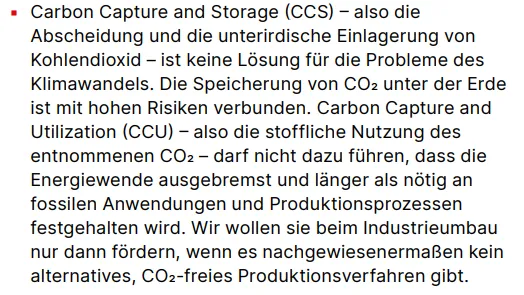 ▪ Carbon Capture and Storage (CCS) – also die
Abscheidung und die unterirdische Einlagerung von
Kohlendioxid – ist keine Lösung für die Probleme des
Klimawandels. Die Speicherung von CO₂ unter der Erde
ist mit hohen Risiken verbunden. Carbon Capture and
Utilization (CCU) – also die stoffliche Nutzung des
entnommenen CO₂ – darf nicht dazu führen, dass die
Energiewende ausgebremst und länger als nötig an
fossilen Anwendungen und Produktionsprozessen
festgehalten wird. Wir wollen sie beim Industrieumbau
nur dann fördern, wenn es nachgewiesenermaßen kein
alternatives, CO₂-freies Produktionsverfahren gibt.